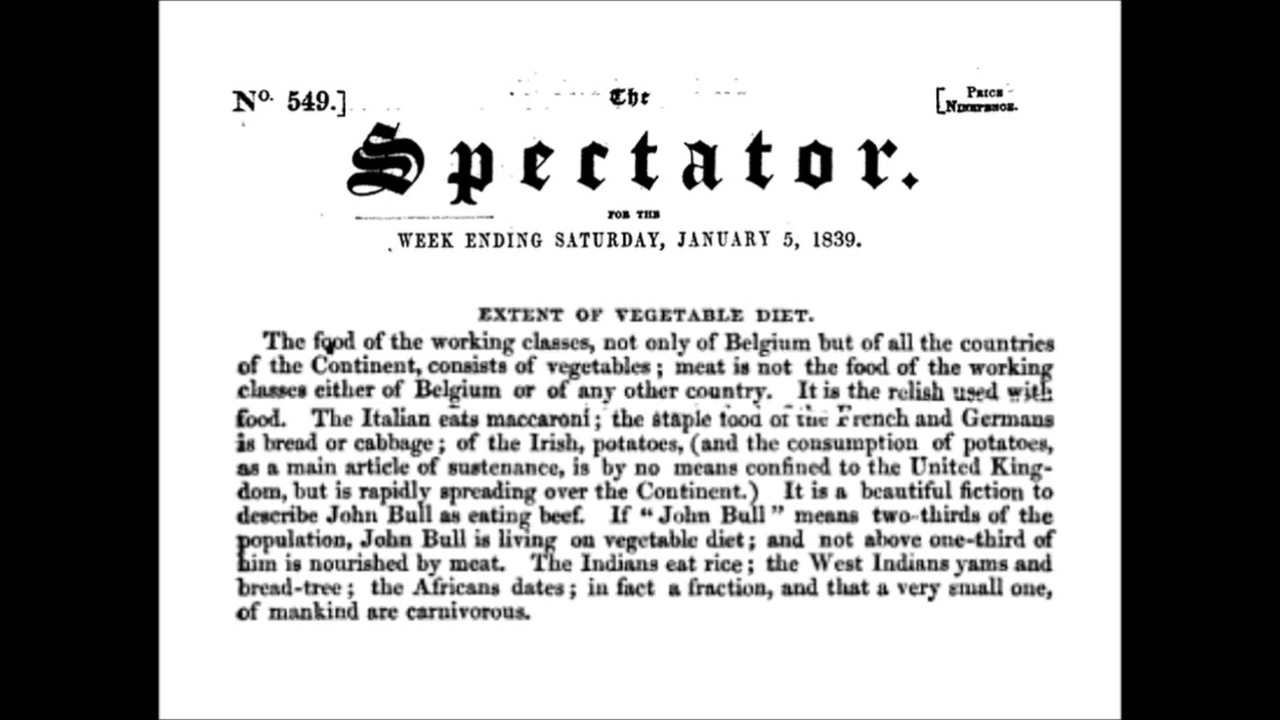 No. 549.]
The
[PRICE NINEPENCE.
Spectator.
FOR THE
WEEK ENDING SATURDAY, JANUARY 5, 1839.
EXTENT OF VEGETABLE DIET.
The food of the working classes, not only of Belgium but of all the countries
of the Continent, consists of vegetables; meat is not the food of the working
classes either of Belgium or of any other country. It is the relish used with
food. The Italian eats maccaroni; the staple food of the French and Germans
is bread or cabbage; of the Irish, potatoes, (and the consumption of potatoes,
as a main article of sustenance, is by no means confined to the United King-
dom, but is rapidly spreading over the Continent.) It is a beautiful fiction to
describe John Bull as eating beef. If "John Bull" means two-thirds of the
population, John Bull is living on vegetable diet; and not above one-third of
him is nourished by meat. The Indians eat rice; the West Indians yams and
bread-tree; the Africans dates; in fact a fraction, and that a very small one,
of mankind are carnivorous.